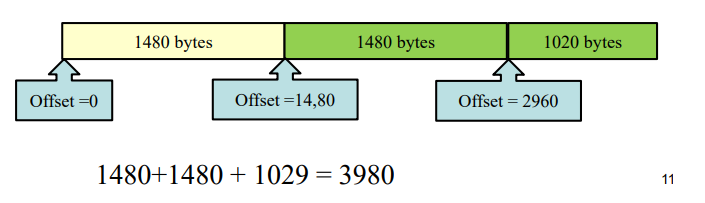 1480 bytes 1480 bytes 1020 bytes
Offset =0 Offset =14,80 Offset = 2960
1480+1480 + 1029 = 3980
11